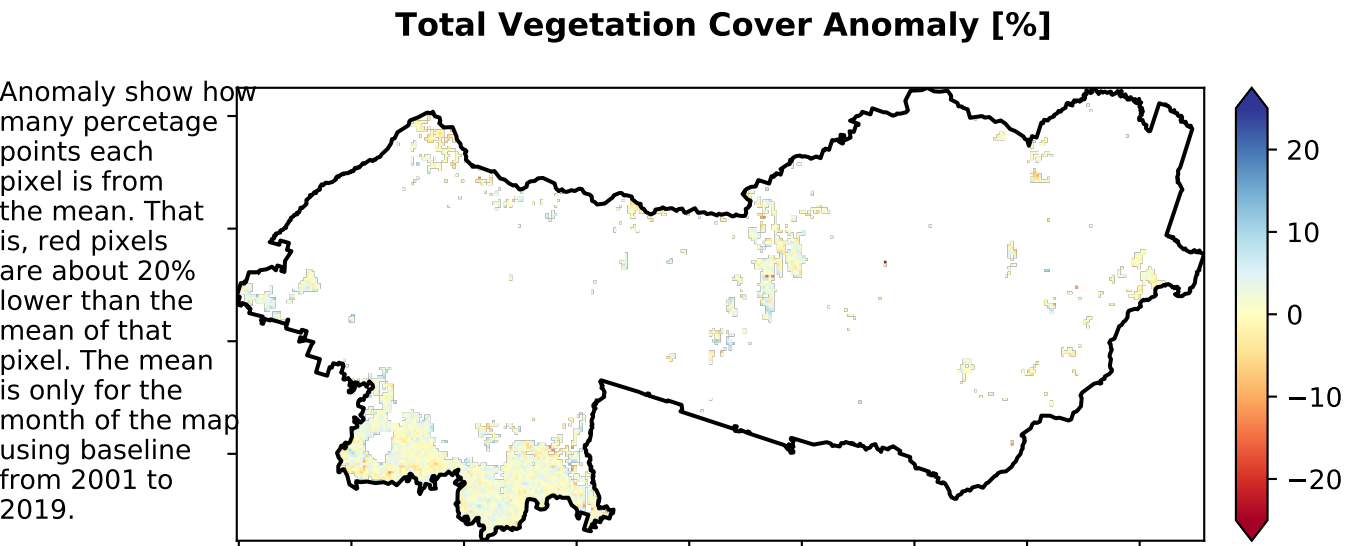 Total Vegetation Cover Anomaly [%]
Anomaly show how
many percetage
points each
pixel is from
the mean. That
is, red pixels
are about 20%
lower than the
mean of that
pixel. The mean
is only for the
month of the map
using baseline
from 2001 to
2019.
20
10
0
−10
−20